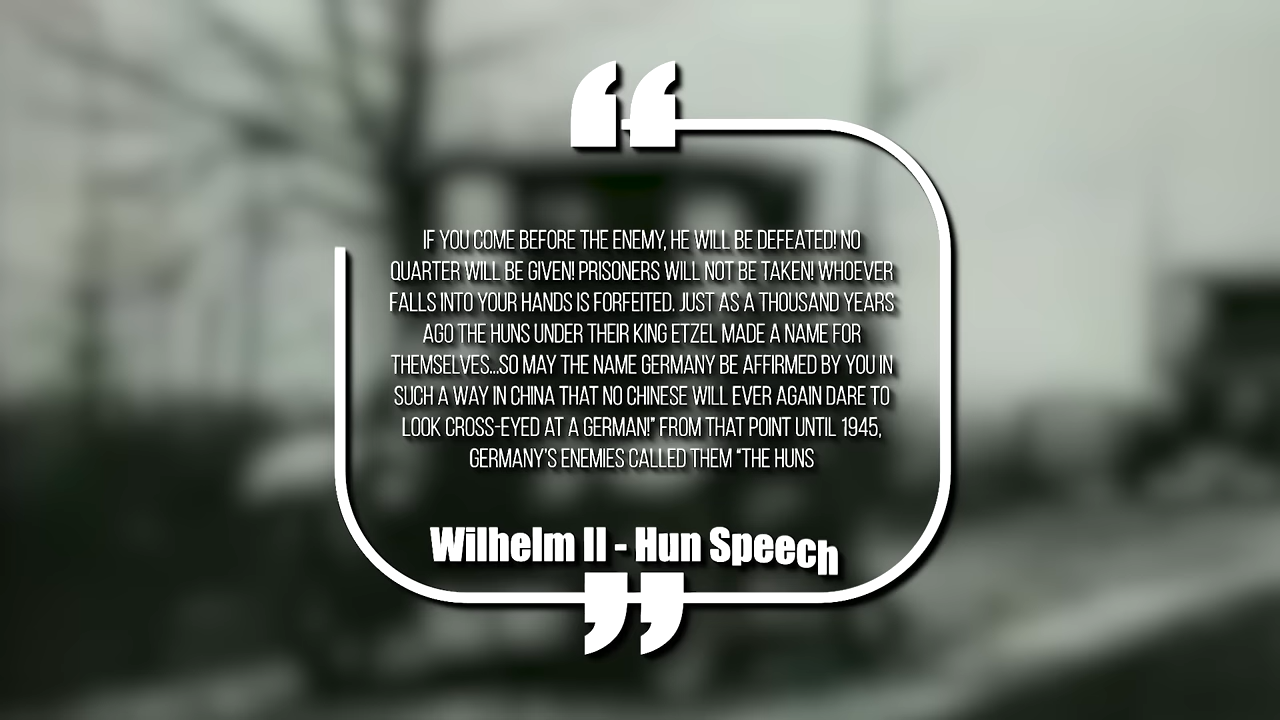 IF YOU COME BEFORE THE ENEMY, HE WILL BE DEFEATED! NO
QUARTER WILL BE GIVEN! PRISONERS WILL NOT BE TAKEN! WHOEVER
FALLS INTO YOUR HANDS IS FORFEITED. JUST AS A THOUSAND YEARS
AGO THE HUNS UNDER THEIR KING ETZEL MADE A NAME FOR
THEMSELVES...SO MAY THE NAME GERMANY BE AFFIRMED BY YOU IN
SUCH A WAY IN CHINA THAT NO CHINESE WILL EVER AGAIN DARE TO
LOOK CROSS-EYED AT A GERMAN!” FROM THAT POINT UNTIL 1945,
GERMANY’S ENEMIES CALLED THEM “THE HUNS
Wilhelm II - Hun Speech